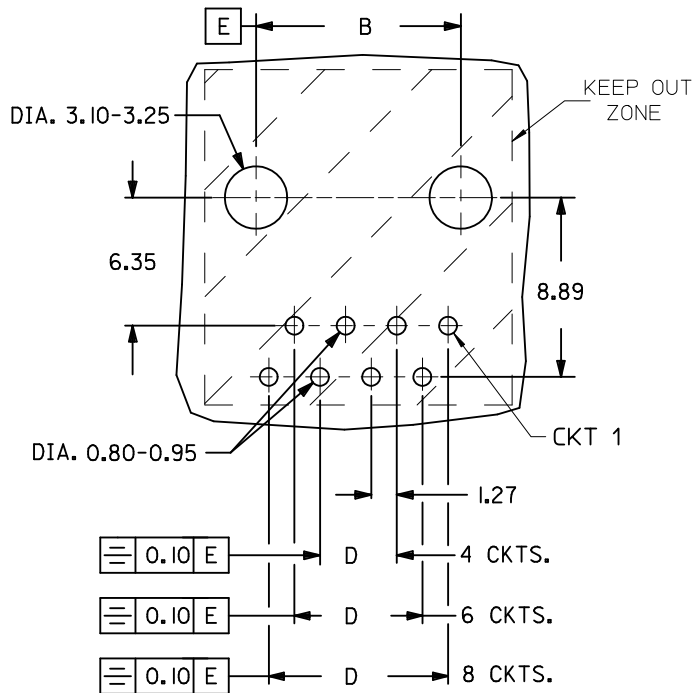 E B
KEEP OUT
ZONE
DIA. 3.10-3.25
6.35
8.89
CKT 1
DIA. 0.80-0.95
1.27
0.10 E D 4 CKTS.
0.10 E D 6 CKTS.
0.10 E D 8 CKTS.